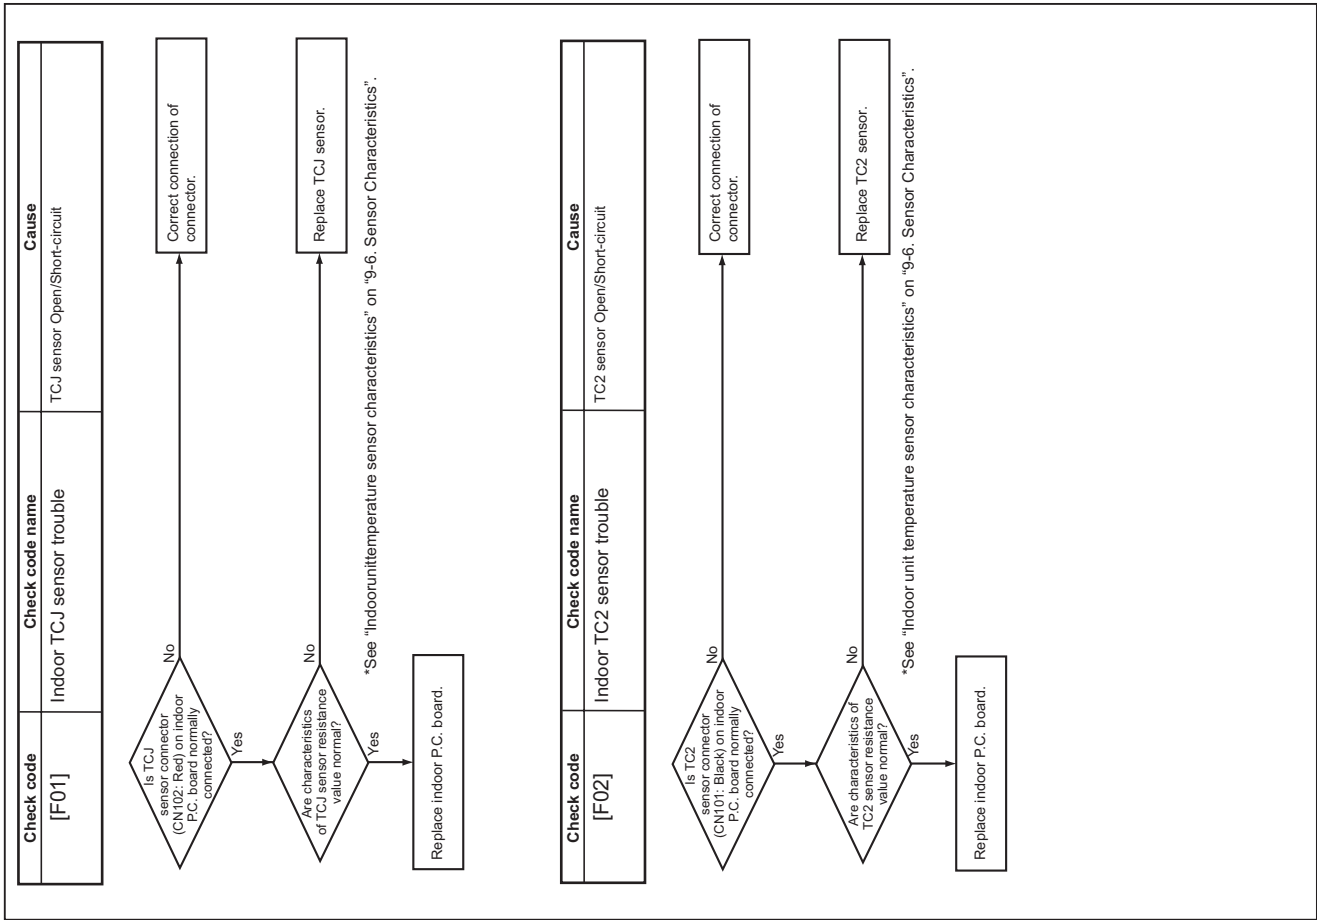 Check code
Check code name
Cause
[F01]
Indoor TCJ sensor trouble
TCJ sensor Open/Short-circuit
Is TCJ
sensor connector
(CN102: Red) on indoor
P.C. board normally
connected?
No
Correct connection of
connector.
Yes
Are characteristics
of TCJ sensor resistance
value normal?
No
Replace TCJ sensor.
Yes
*See “Indoorunittemperature sensor characteristics” on “9-6. Sensor Characteristics”.
Replace indoor P.C. board.
Check code
Check code name
Cause
[F02]
Indoor TC2 sensor trouble
TC2 sensor Open/Short-circuit
Is TC2
sensor connector
(CN101: Black) on indoor
P.C. board normally
connected?
No
Correct connection of
connector.
Yes
Are characteristics of
TC2 sensor resistance
value normal?
No
Replace TC2 sensor.
Yes
*See “Indoor unit temperature sensor characteristics” on “9-6. Sensor Characteristics”.
Replace indoor P.C. board.